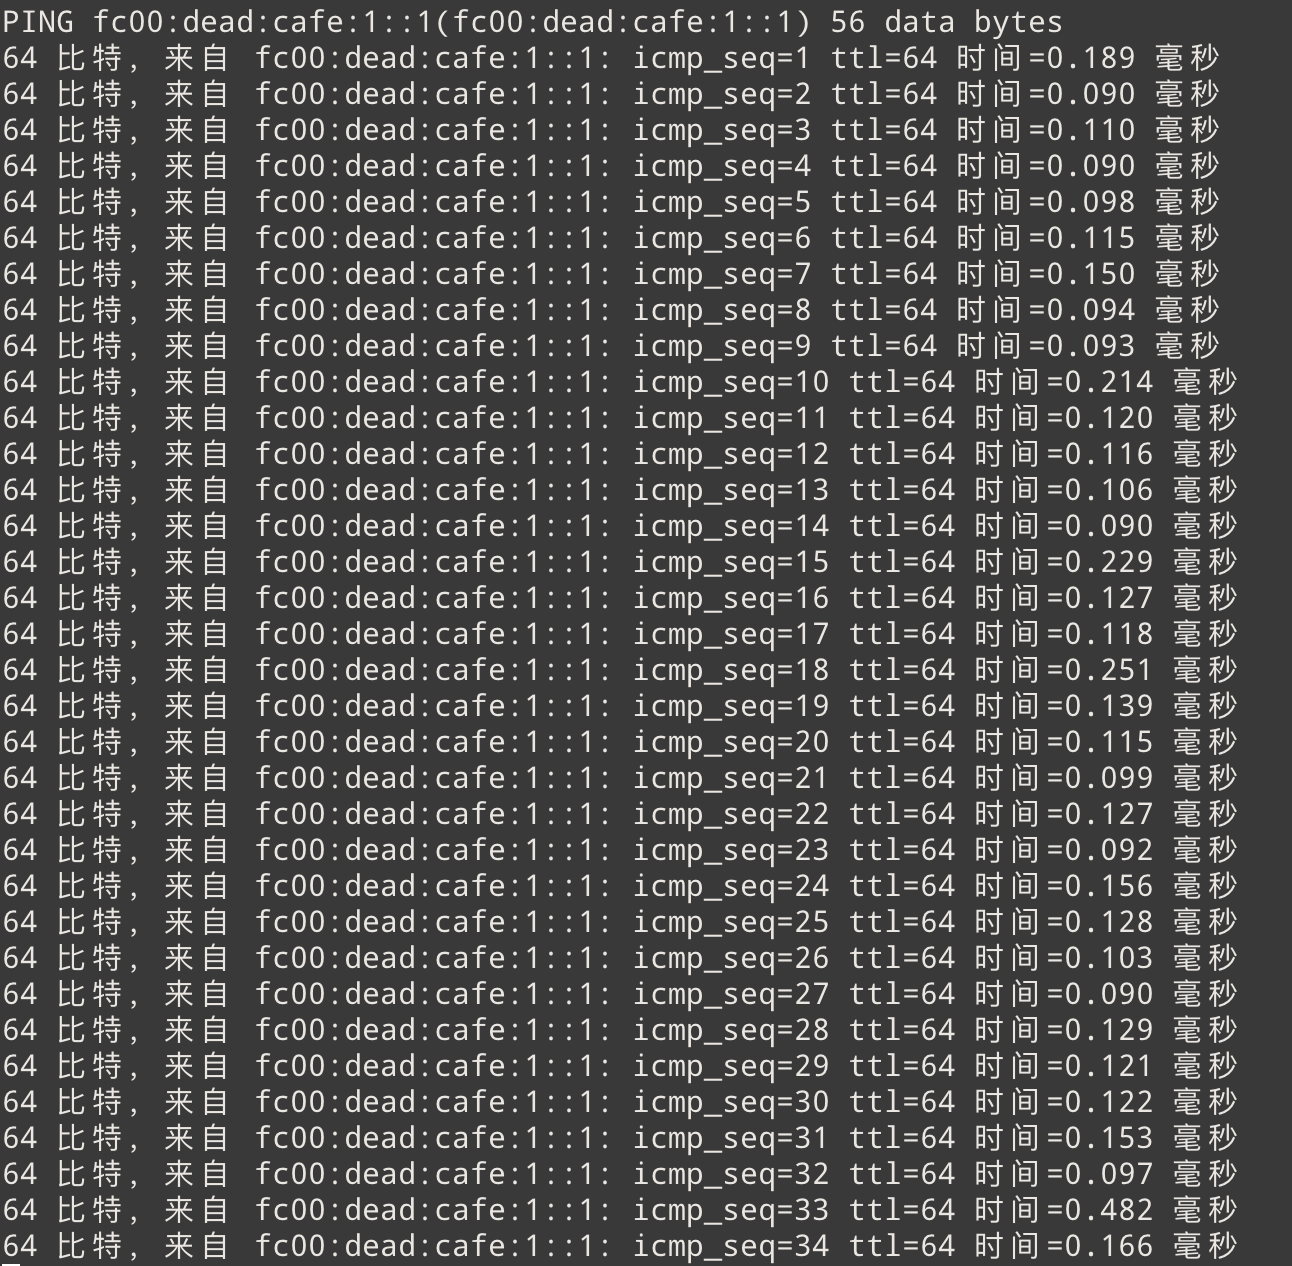 PING fc00:dead:cafe:1::1(fc00:dead:cafe:1::1) 56 data bytes
64 比特, 来自 fc00:dead:cafe:1::1: icmp_seq=1 ttl=64 时间=0.189 毫秒
64 比特, 来自 fc00:dead:cafe:1::1: icmp_seq=2 ttl=64 时间=0.090 毫秒
64 比特, 来自 fc00:dead:cafe:1::1: icmp_seq=3 ttl=64 时间=0.110 毫秒
64 比特, 来自 fc00:dead:cafe:1::1: icmp_seq=4 ttl=64 时间=0.090 毫秒
64 比特, 来自 fc00:dead:cafe:1::1: icmp_seq=5 ttl=64 时间=0.098 毫秒
64 比特, 来自 fc00:dead:cafe:1::1: icmp_seq=6 ttl=64 时间=0.115 毫秒
64 比特, 来自 fc00:dead:cafe:1::1: icmp_seq=7 ttl=64 时间=0.150 毫秒
64 比特, 来自 fc00:dead:cafe:1::1: icmp_seq=8 ttl=64 时间=0.094 毫秒
64 比特, 来自 fc00:dead:cafe:1::1: icmp_seq=9 ttl=64 时间=0.093 毫秒
64 比特, 来自 fc00:dead:cafe:1::1: icmp_seq=10 ttl=64 时间=0.214 毫秒
64 比特, 来自 fc00:dead:cafe:1::1: icmp_seq=11 ttl=64 时间=0.120 毫秒
64 比特, 来自 fc00:dead:cafe:1::1: icmp_seq=12 ttl=64 时间=0.116 毫秒
64 比特, 来自 fc00:dead:cafe:1::1: icmp_seq=13 ttl=64 时间=0.106 毫秒
64 比特, 来自 fc00:dead:cafe:1::1: icmp_seq=14 ttl=64 时间=0.090 毫秒
64 比特, 来自 fc00:dead:cafe:1::1: icmp_seq=15 ttl=64 时间=0.229 毫秒
64 比特, 来自 fc00:dead:cafe:1::1: icmp_seq=16 ttl=64 时间=0.127 毫秒
64 比特, 来自 fc00:dead:cafe:1::1: icmp_seq=17 ttl=64 时间=0.118 毫秒
64 比特, 来自 fc00:dead:cafe:1::1: icmp_seq=18 ttl=64 时间=0.251 毫秒
64 比特, 来自 fc00:dead:cafe:1::1: icmp_seq=19 ttl=64 时间=0.139 毫秒
64 比特, 来自 fc00:dead:cafe:1::1: icmp_seq=20 ttl=64 时间=0.115 毫秒
64 比特, 来自 fc00:dead:cafe:1::1: icmp_seq=21 ttl=64 时间=0.099 毫秒
64 比特, 来自 fc00:dead:cafe:1::1: icmp_seq=22 ttl=64 时间=0.127 毫秒
64 比特, 来自 fc00:dead:cafe:1::1: icmp_seq=23 ttl=64 时间=0.092 毫秒
64 比特, 来自 fc00:dead:cafe:1::1: icmp_seq=24 ttl=64 时间=0.156 毫秒
64 比特, 来自 fc00:dead:cafe:1::1: icmp_seq=25 ttl=64 时间=0.128 毫秒
64 比特, 来自 fc00:dead:cafe:1::1: icmp_seq=26 ttl=64 时间=0.103 毫秒
64 比特, 来自 fc00:dead:cafe:1::1: icmp_seq=27 ttl=64 时间=0.090 毫秒
64 比特, 来自 fc00:dead:cafe:1::1: icmp_seq=28 ttl=64 时间=0.129 毫秒
64 比特, 来自 fc00:dead:cafe:1::1: icmp_seq=29 ttl=64 时间=0.121 毫秒
64 比特, 来自 fc00:dead:cafe:1::1: icmp_seq=30 ttl=64 时间=0.122 毫秒
64 比特, 来自 fc00:dead:cafe:1::1: icmp_seq=31 ttl=64 时间=0.153 毫秒
64 比特, 来自 fc00:dead:cafe:1::1: icmp_seq=32 ttl=64 时间=0.097 毫秒
64 比特, 来自 fc00:dead:cafe:1::1: icmp_seq=33 ttl=64 时间=0.482 毫秒
64 比特, 来自 fc00:dead:cafe:1::1: icmp_seq=34 ttl=64 时间=0.166 毫秒